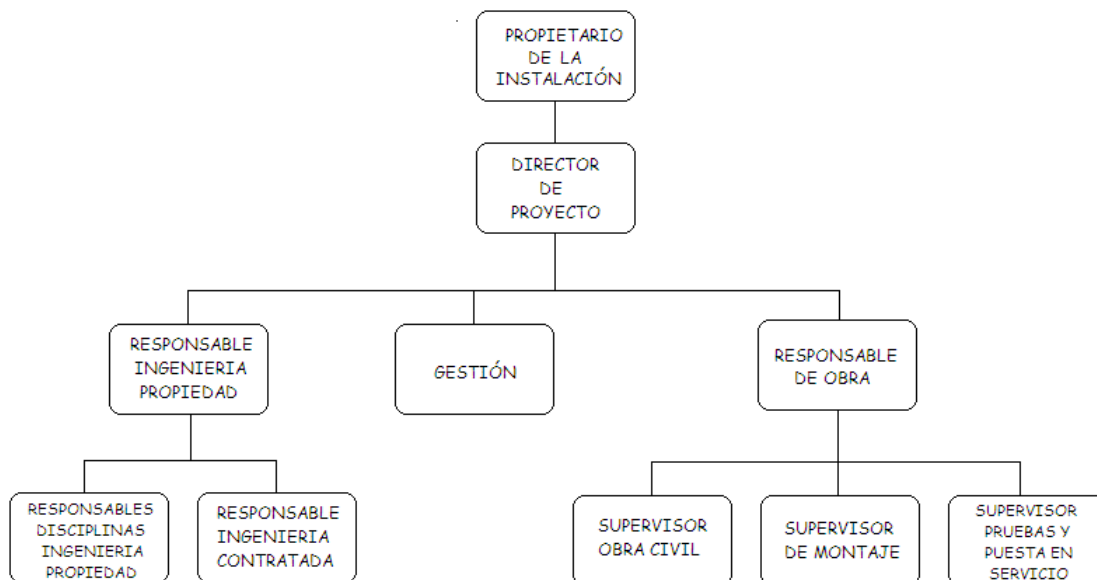 PROPIETARIO
DE LA
INSTALACIÓN
DIRECTOR
DE
PROYECTO
RESPONSABLE
INGENIERIA
PROPIEDAD
GESTIÓN
RESPONSABLE
DE OBRA
RESPONSABLES
DISCIPLINAS
INGENIERIA
PROPIEDAD
RESPONSABLE
INGENIERIA
CONTRATADA
SUPERVISOR
OBRA CIVIL
SUPERVISOR
DE MONTAJE
SUPERVISOR
PRUEBAS Y
PUESTA EN
SERVICIO